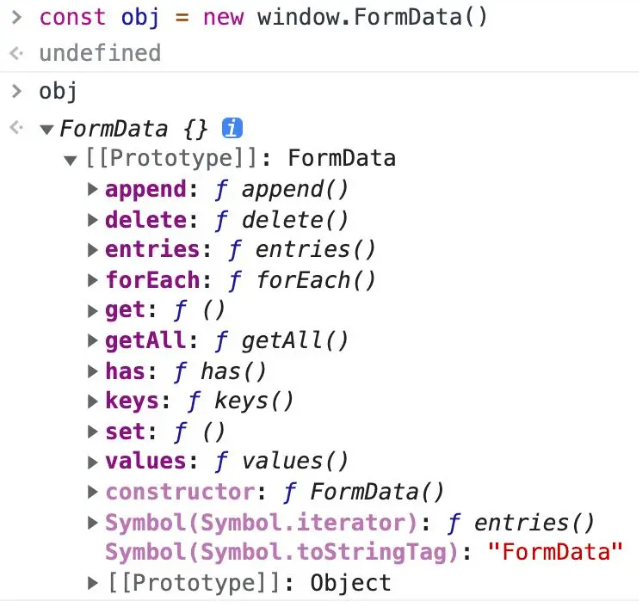 > const obj = new window.FormData()
<· undefined
> obj
<· ▼FormData {} i
▼[[Prototype]]: FormData
▶append: ƒ append()
▶delete: ƒ delete()
▶entries: ƒ entries()
▶forEach: ƒ forEach()
▶get: ƒ ()
▶getAll: ƒ getAll()
▶has: ƒ has()
▶keys: ƒ keys()
▶set: ƒ ()
▶values: ƒ values()
▶constructor: ƒ FormData()
▶Symbol(Symbol.iterator): ƒ entries()
Symbol(Symbol.toStringTag): "FormData"
▶[[Prototype]]: Object